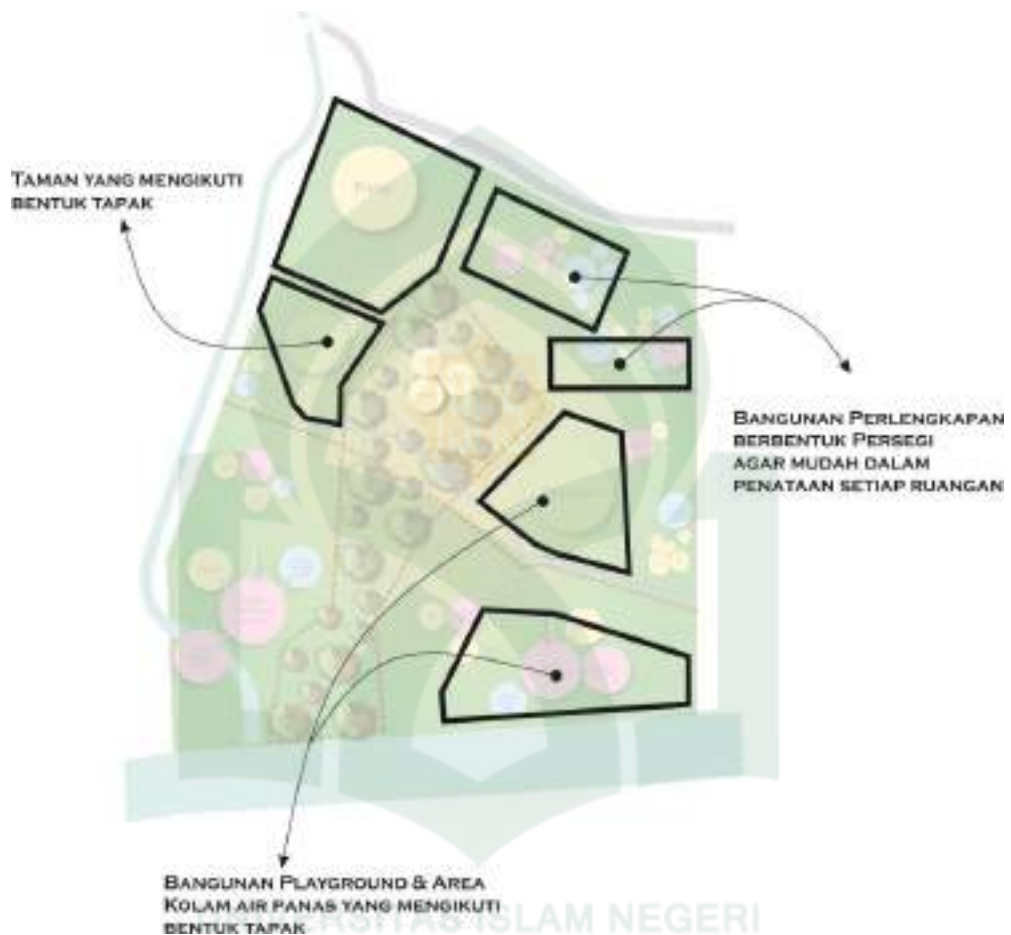 TAMAN YANG MENGIKUTI
BENTUK TAPAK
BANGUNAN PERLENGKAPAN
BERBENTUK PERSEGI
AGAR MUDAH DALAM
PENATAAN SETIAP RUANGAN
BANGUNAN PLAYGROUND & AREA
KOLAM AIR PANAS YANG MENGIKUTI
BENTUK TAPAK
UNIVERSITAS ISLAM NEGERI